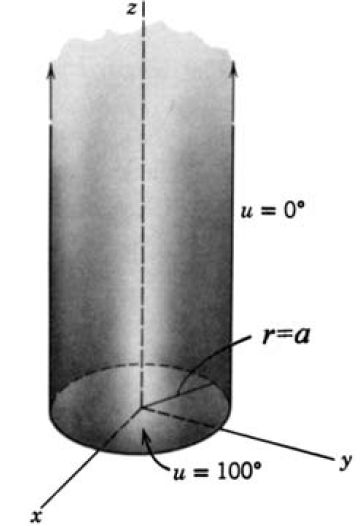 z
u = 0°
r=a
y
u = 100°
x